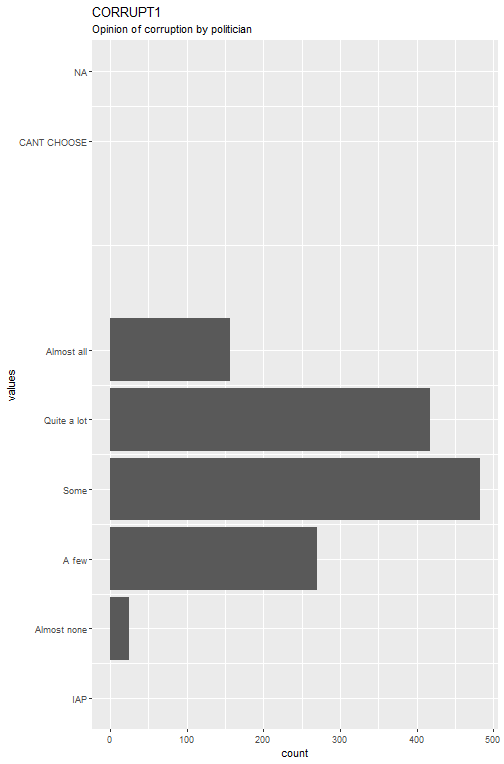 CORRUPT1
Opinion of corruption by politician
NA
CANT CHOOSE
Almost all
Quite a lot
Some
A few
Almost none
IAP
values
0 100 200 300 400 500
count